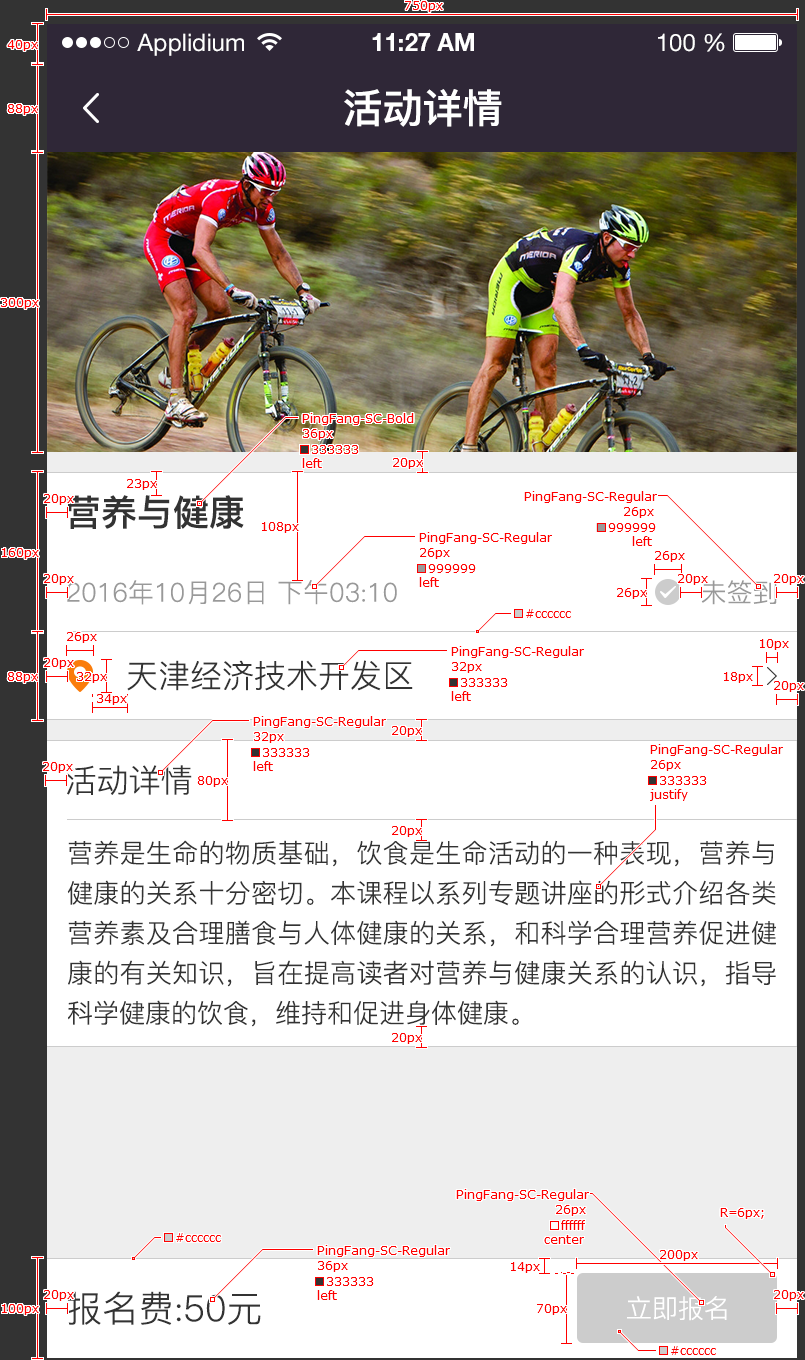 750px
40px
Applidium
11:27 AM
100 %
88px
活动详情
MERIDA
MERIDA
MERIDA
300px
PingFang-SC-Bold
36px
333333
left
20px
23px
20px
营养与健康
108px
PingFang-SC-Regular
26px
999999
left
PingFang-SC-Regular
26px
999999
left
160px
26px
20px
2016年10月26日 下午03:10
26px
20px
未签到
20px
#cccccc
26px
PingFang-SC-Regular
32px
333333
left
10px
88px
20px
32px
天津经济技术开发区
18px
20px
34px
PingFang-SC-Regular
32px
333333
left
20px
PingFang-SC-Regular
26px
333333
justify
20px
活动详情
80px
20px
营养是生命的物质基础，饮食是生命活动的一种表现，营养与
健康的关系十分密切。本课程以系列专题讲座的形式介绍各类
营养素及合理膳食与人体健康的关系，和科学合理营养促进健
康的有关知识，旨在提高读者对营养与健康关系的认识，指导
科学健康的饮食，维持和促进身体健康。
20px
PingFang-SC-Regular
26px
ffffff
center
R=6px;
#cccccc
PingFang-SC-Regular
36px
333333
left
14px
200px
100px
20px
报名费:50元
70px
立即报名
20px
#cccccc